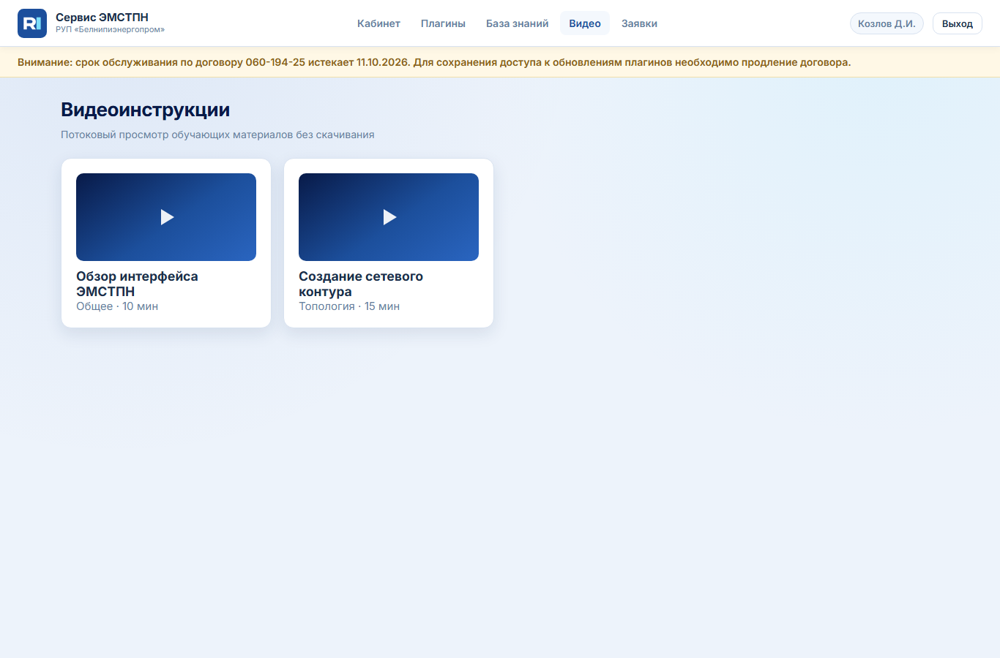 RI
Сервис ЭМСТПН
РУП «Белнипиэнергопром»
Кабинет Плагины База знаний Видео Заявки
Козлов Д.И. Выход
Внимание: срок обслуживания по договору 060-194-25 истекает 11.10.2026. Для сохранения доступа к обновлениям плагинов необходимо продление договора.
Видеоинструкции
Потоковый просмотр обучающих материалов без скачивания
Обзор интерфейса
ЭМСТПН
Общее · 10 мин
Создание сетевого
контура
Топология · 15 мин